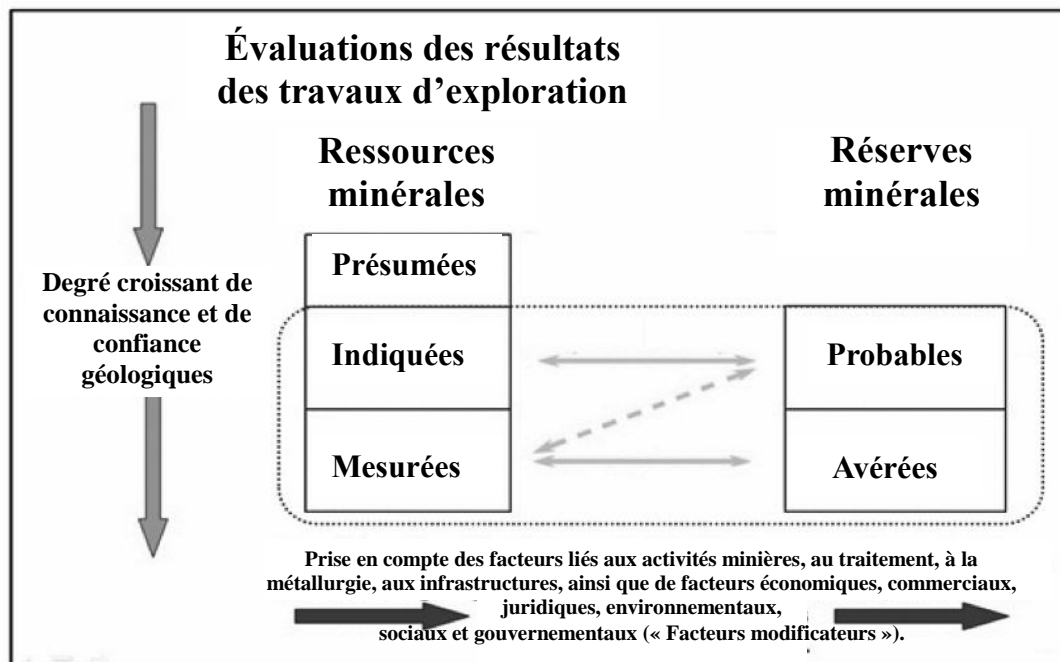 Évaluations des résultats
des travaux d’exploration
Ressources
minérales
Réserves
minérales
Présumées
Degré croissant de
connaissance et de
confiance
géologiques
Indiquées
Probables
Mesurées
Avérées
Prise en compte des facteurs liés aux activités minières, au traitement, à la
métallurgie, aux infrastructures, ainsi que de facteurs économiques, commerciaux,
juridiques, environnementaux,
sociaux et gouvernementaux (« Facteurs modificateurs »).